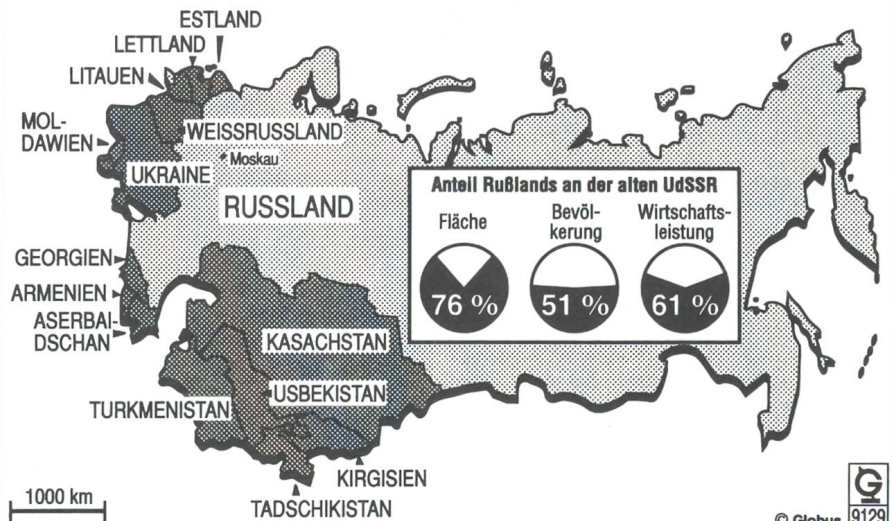 ESTLAND
LETTLAND
LITAUEN
MOL-
DAWIEN
WEISSRUSSLAND
Moskau
UKRAINE
RUSSLAND
Anteil Rußlands an der alten UdSSR
Fläche
Bevöl-
kerung
Wirtschafts-
leistung
76 %
51 %
61 %
GEORGIEN
ARMENIEN
ASERBAI-
DSCHAN
KASACHSTAN
USBEKISTAN
TURKMENISTAN
KIRGISIEN
TADSCHIKISTAN
1000 km
G
© Globus
9129